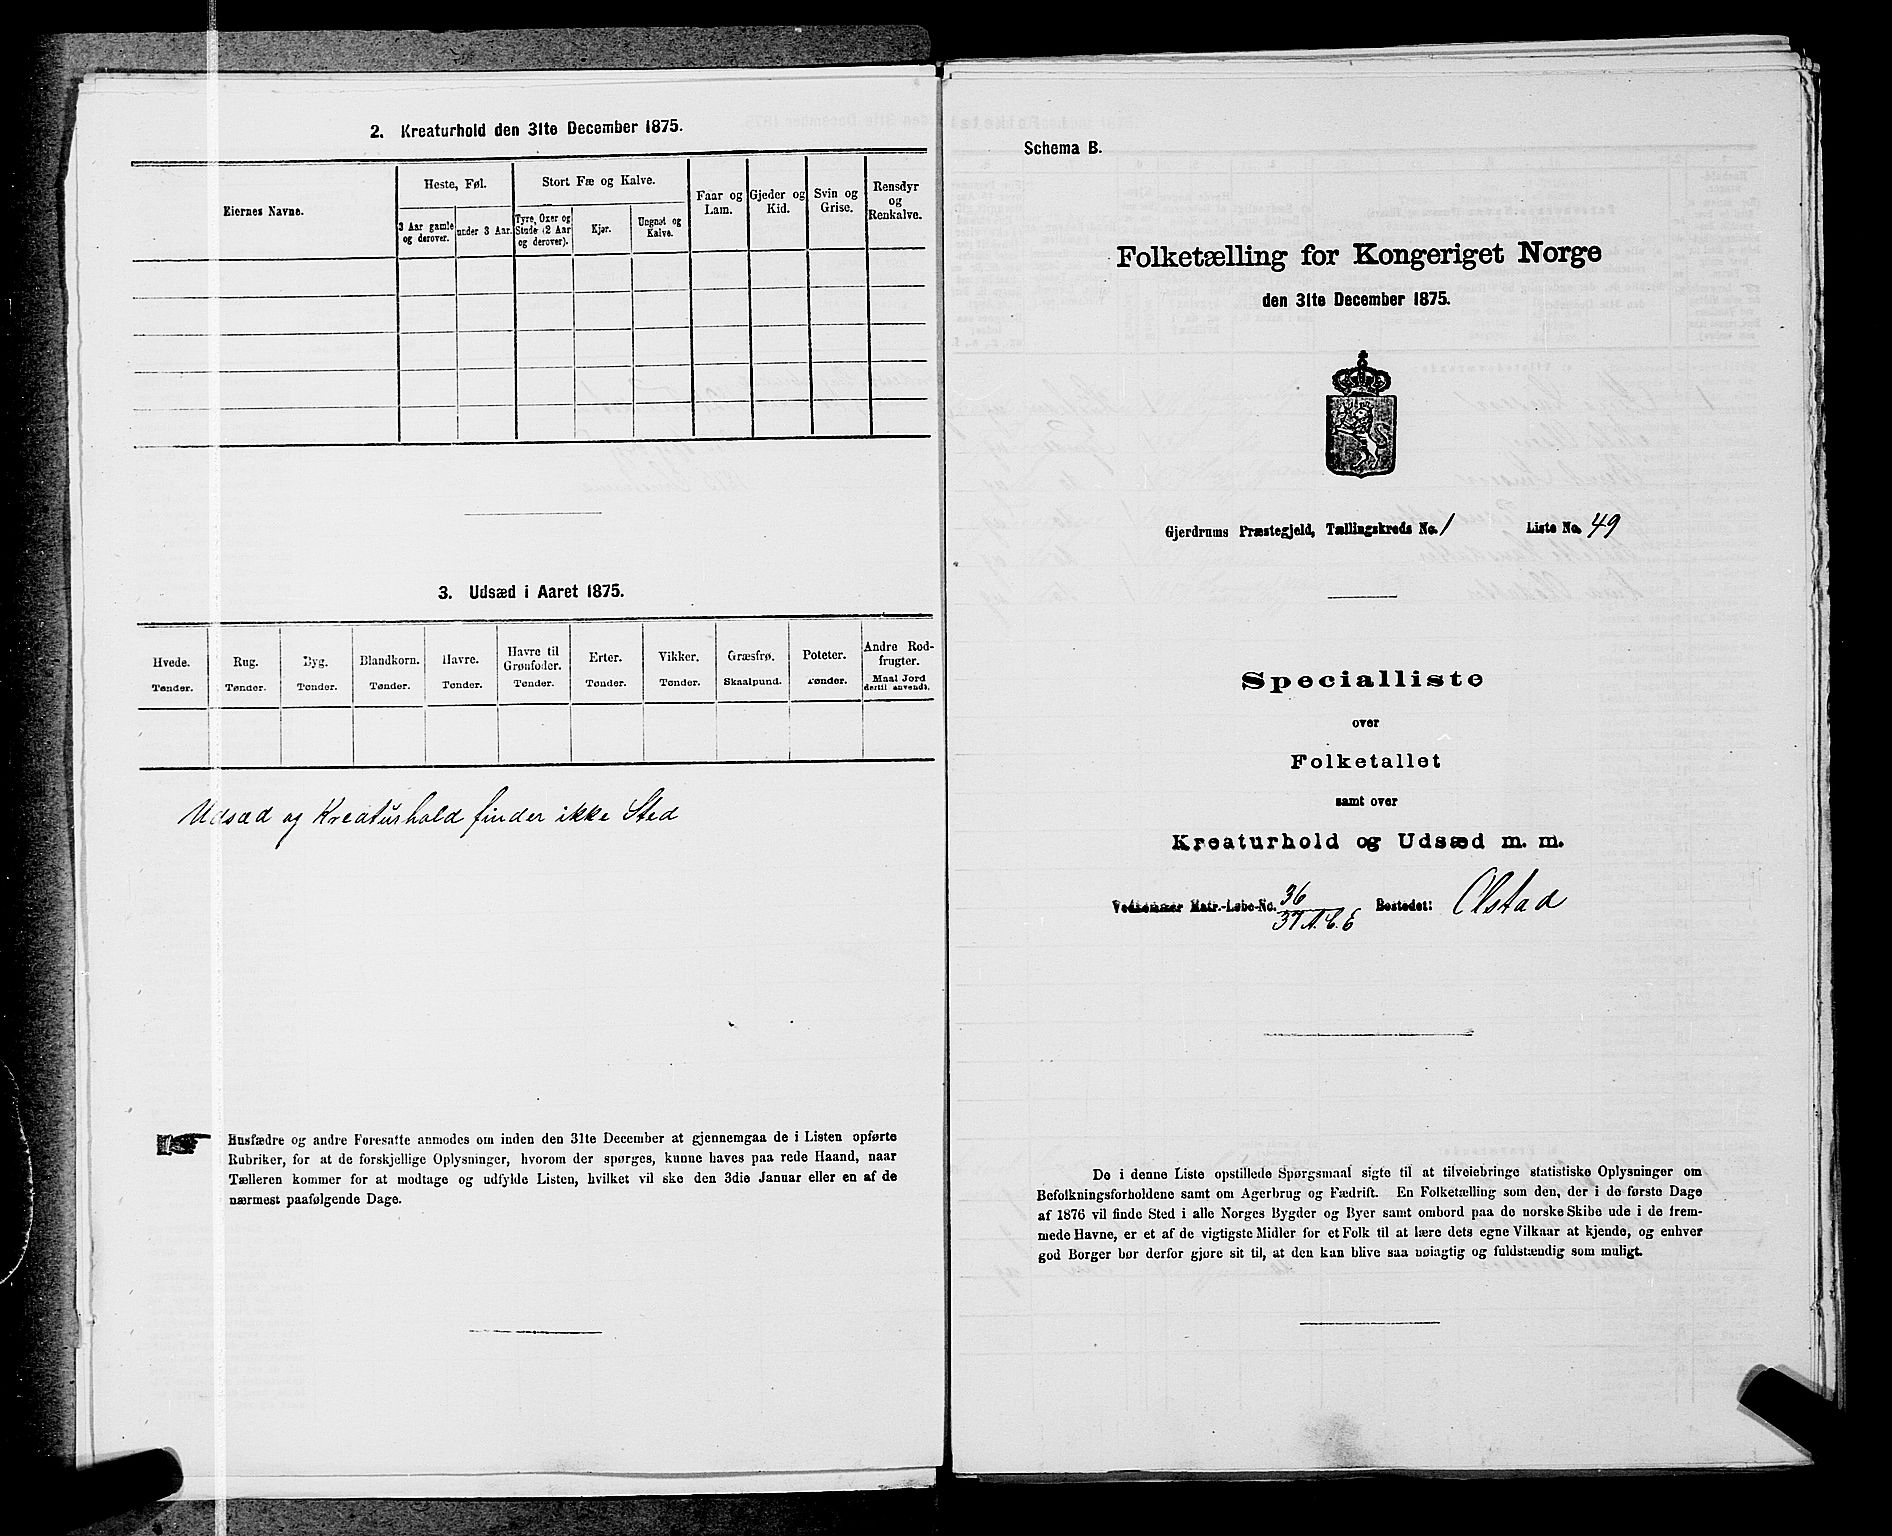 2. Kreaturhold den 31te December 1875.
Eiernes Navne.
Heste, Føl.
Stort Fæ og Kalve.
Faar og Lam.
Gjeder og Kid.
Svin og Grise.
Rensdyr og Renkalve.
3 Aar gamle og derover.
under 3 Aar.
Tyre, Oxer og Stude (2 Aar og derover).
Kjør.
Ungnøt og Kalve.
3. Udsæd i Aaret 1875.
Hvede. Tønder.
Rug. Tønder.
Byg. Tønder.
Blandkorn. Tønder.
Havre. Tønder.
Havre til Grønfoder. Tønder.
Erter. Tønder.
Vikker. Tønder.
Græsfrø. Skaalpund.
Poteter. Tønder.
Andre Rodfrugter. Maal Jord dertil anvendt.
Udsæd og Kreaturhold finder ikke Sted
Husfædre og andre Foresatte anmodes om inden den 31te December at gjennemgaa de i Listen opførte
Rubriker, for at de forskjellige Oplysninger, hvorom der spørges, kunne haves paa rede Haand, naar
Tælleren kommer for at modtage og udfylde Listen, hvilket vil ske den 3die Januar eller en af de
nærmest paafølgende Dage.
Schema B.
Folketælling for Kongeriget Norge
den 31te December 1875.
Gjerdrums Præstegjeld, Tællingskreds No. 1 Liste No. 49
Specialliste
over
Folketallet
samt over
Kreaturhold og Udsæd m. m.
Vedkommer Matr.-Løbe-No. 36/37 A.C.E Bostedet: Olstad
De i denne Liste opstillede Spørgsmaal sigte til at tilveiebringe statistiske Oplysninger om
Befolkningsforholdene samt om Agerbrug og Fædrift. En Folketælling som den, der i de første Dage
af 1876 vil finde Sted i alle Norges Bygder og Byer samt ombord paa de norske Skibe ude i de frem-
mede Havne, er et af de vigtigste Midler for et Folk til at lære dets egne Vilkaar at kjende, og enhver
god Borger bør derfor gjøre sit til, at den kan blive saa nøiagtig og fuldstændig som muligt.